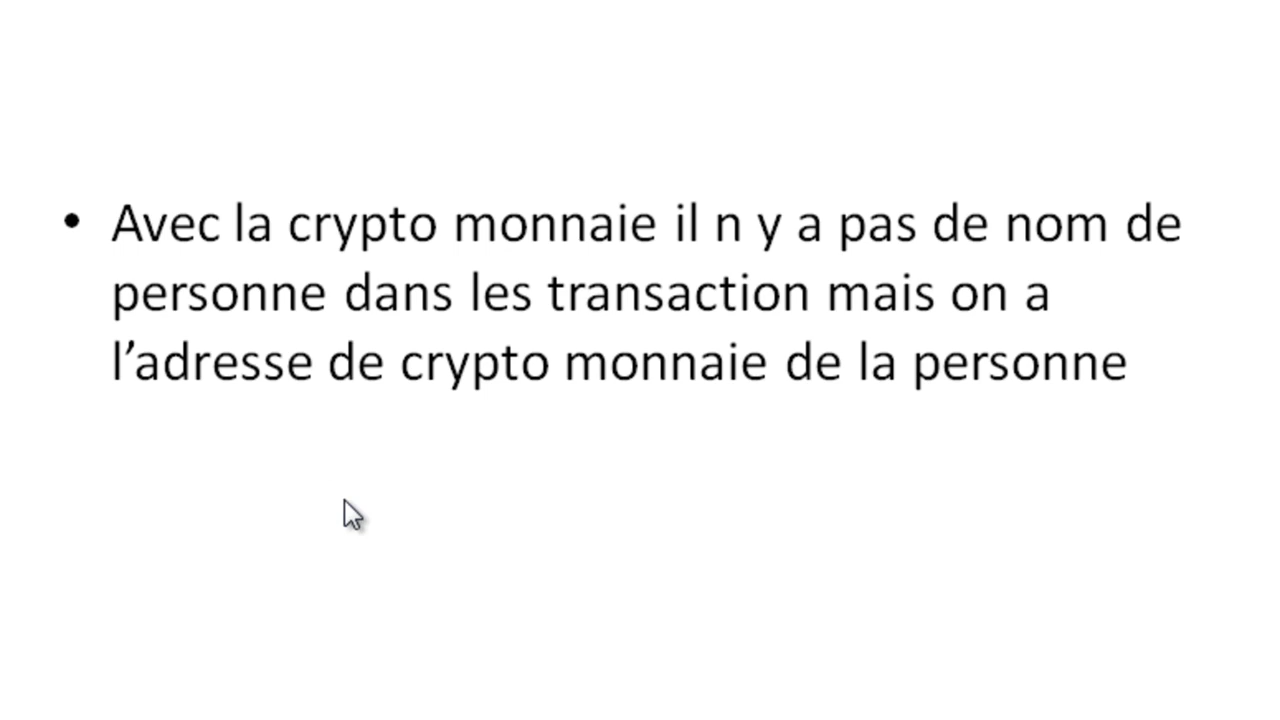 • Avec la crypto monnaie il n y a pas de nom de
personne dans les transaction mais on a
l’adresse de crypto monnaie de la personne